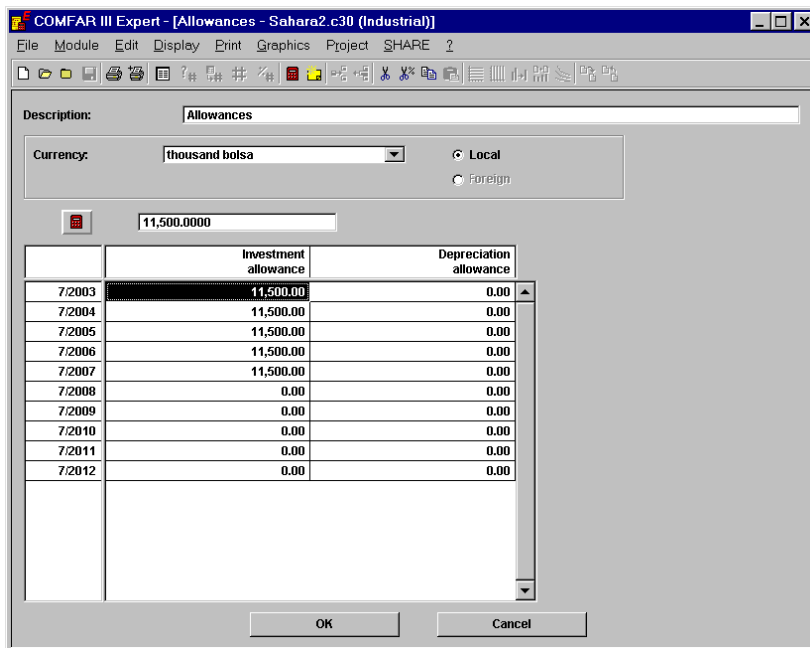 COMFAR III Expert - [Allowances - Sahara2.c30 (Industrial)]
File Module Edit Display Print Graphics Project SHARE ?
Description: Allowances
Currency: thousand bolsa Local
Foreign
11,500.0000
Investment allowance Depreciation allowance
7/2003 11,500.00 0.00
7/2004 11,500.00 0.00
7/2005 11,500.00 0.00
7/2006 11,500.00 0.00
7/2007 11,500.00 0.00
7/2008 0.00 0.00
7/2009 0.00 0.00
7/2010 0.00 0.00
7/2011 0.00 0.00
7/2012 0.00 0.00
OK Cancel